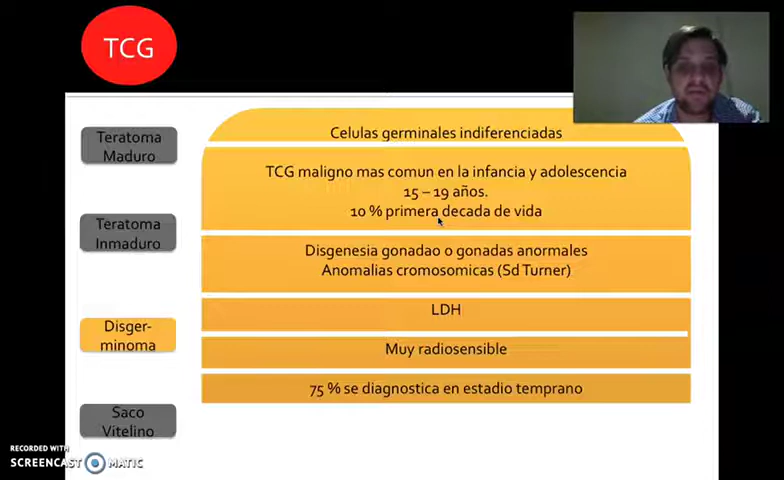 TCG
Teratoma
Maduro
Teratoma
Inmaduro
Disger-
minoma
Saco
Vitelino
Celulas germinales indiferenciadas
TCG maligno mas comun en la infancia y adolescencia
15 – 19 años.
10 % primera decada de vida
Disgenesia gonadao o gonadas anormales
Anomalias cromosomicas (Sd Turner)
LDH
Muy radiosensible
75 % se diagnostica en estadio temprano
RECORDED WITH
SCREENCAST MATIC